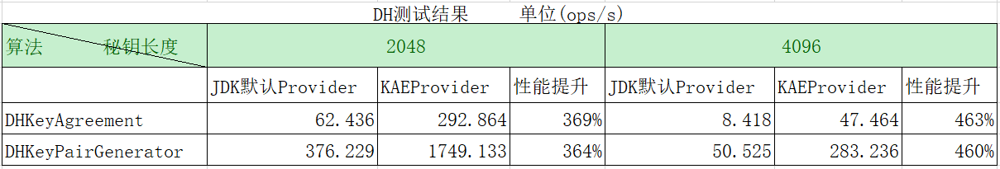 DH测试结果 单位(ops/s)
算法 秘钥长度 2048 4096
JDK默认Provider KAEProvider 性能提升 JDK默认Provider KAEProvider 性能提升
DHKeyAgreement 62.436 292.864 369% 8.418 47.464 463%
DHKeyPairGenerator 376.229 1749.133 364% 50.525 283.236 460%